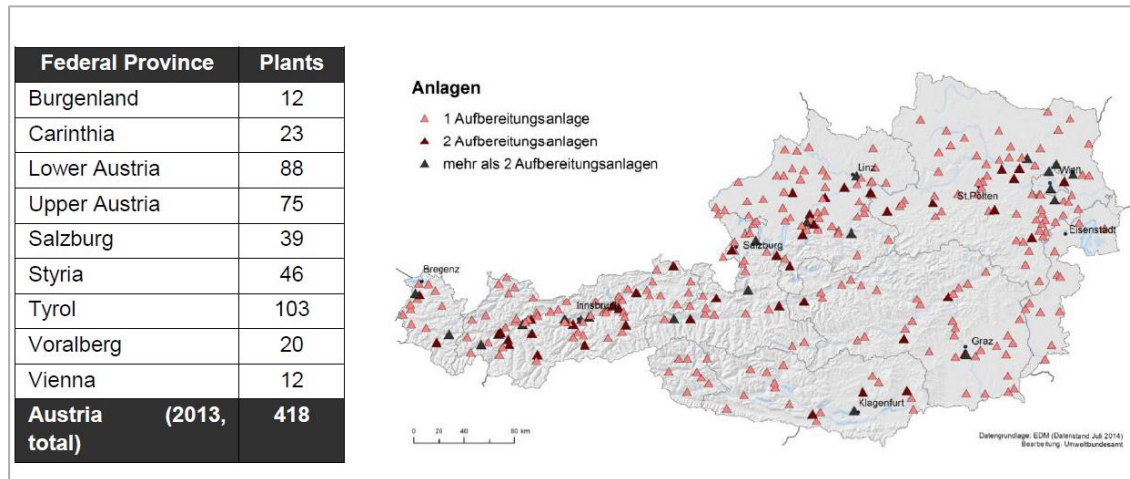 Federal Province Plants
Burgenland 12
Carinthia 23
Lower Austria 88
Upper Austria 75
Salzburg 39
Styria 46
Tyrol 103
Voralberg 20
Vienna 12
Austria (2013, 418
total)
Anlagen
1 Aufbereitungsanlage
2 Aufbereitungsanlagen
mehr als 2 Aufbereitungsanlagen
Linz
Wien
St.Pölten
Eisenstadt
Salzburg
Bregenz
Innsbruck
Graz
Klagenfurt
0 20 40 80 km
Datengrundlage: EDM (Datenstand Juli 2014)
Bearbeitung: Umweltbundesamt